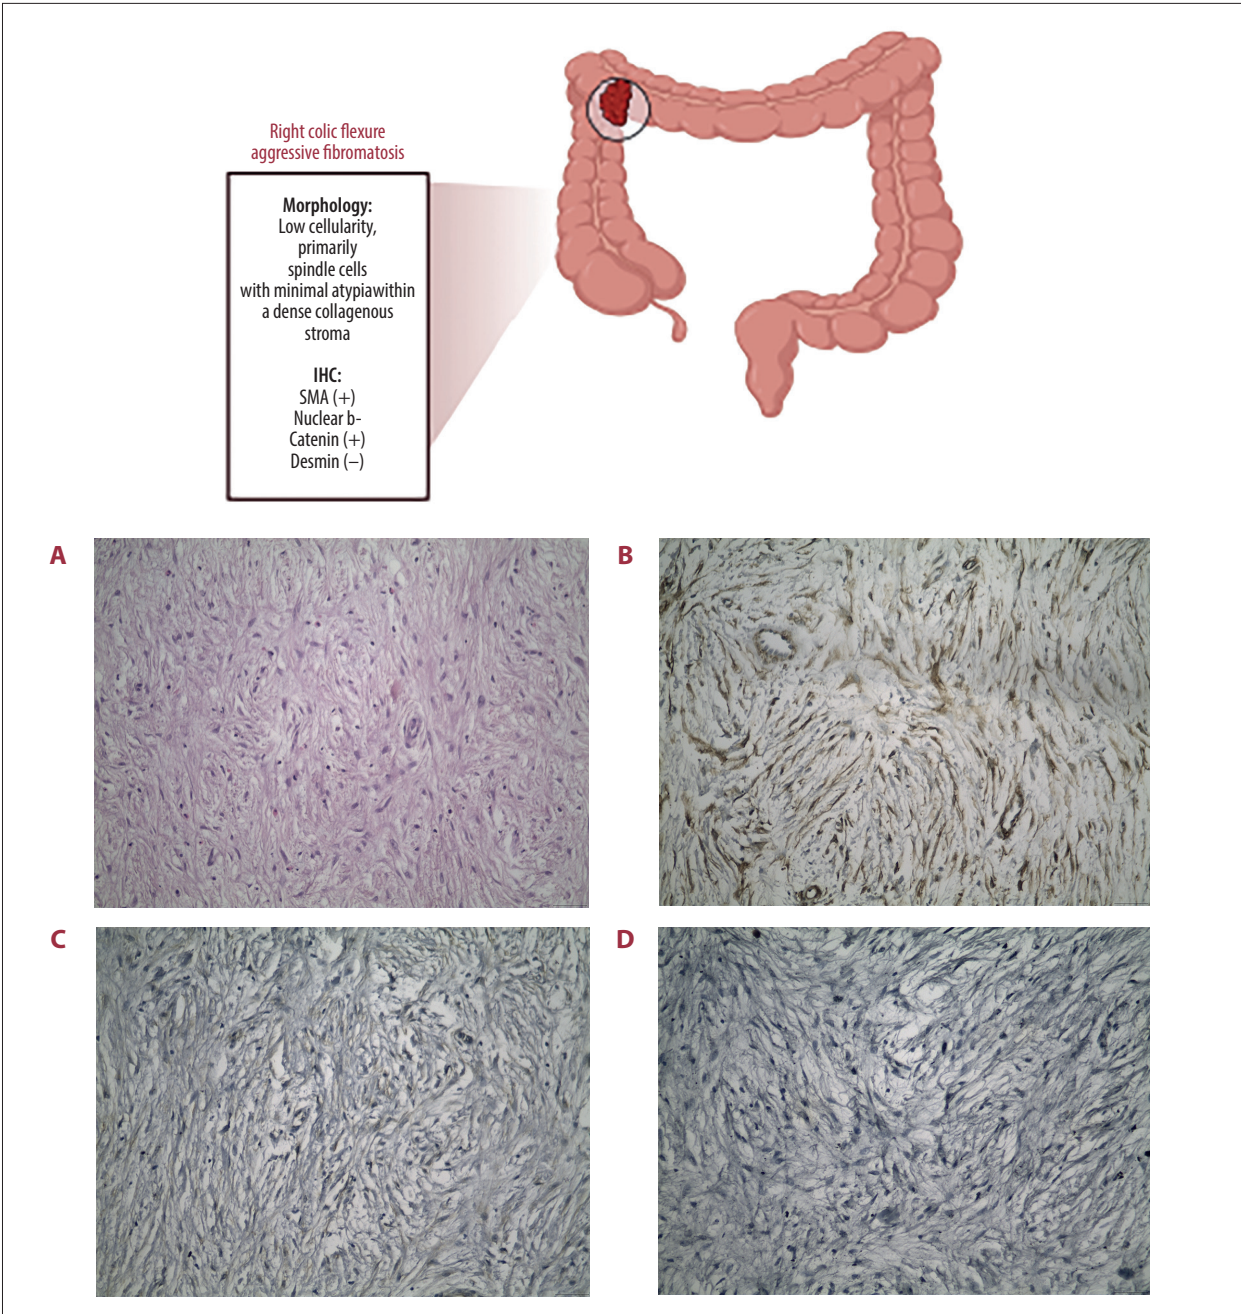 Right colic flexure
aggressive fibromatosis
Morphology:
Low cellularity,
primarily
spindle cells
with minimal atypiawithin
a dense collagenous
stroma
IHC:
SMA (+)
Nuclear b-
Catenin (+)
Desmin (−)
A
B
C
D